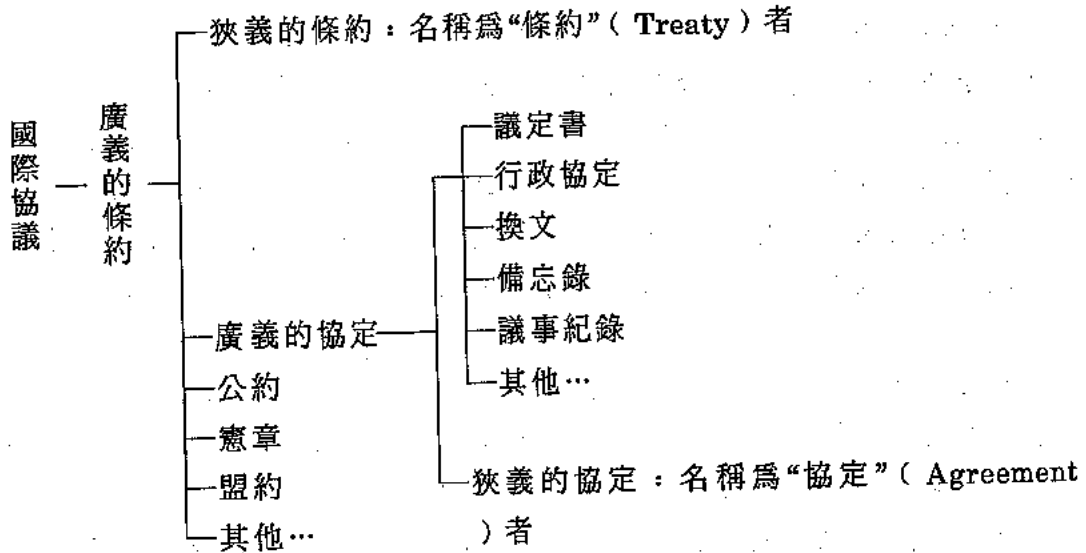 國際協議
廣義的條約
狹義的條約：名稱爲“條約”（Treaty）者
廣義的協定
公約
憲章
盟約
其他…
議定書
行政協定
換文
備忘錄
議事紀錄
其他…
狹義的協定：名稱爲“協定”（Agreement
）者